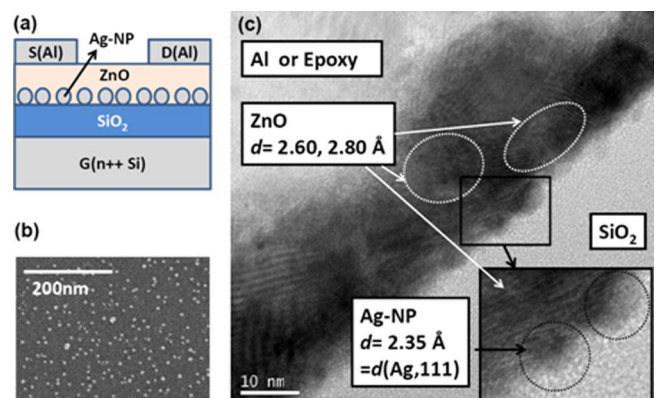 (a)
Ag-NP
S(Al)
D(Al)
ZnO
SiO2
G(n++ Si)
(b)
200nm
(c)
Al or Epoxy
ZnO
d= 2.60, 2.80 Å
SiO2
Ag-NP
d= 2.35 Å
=d(Ag,111)
10 nm